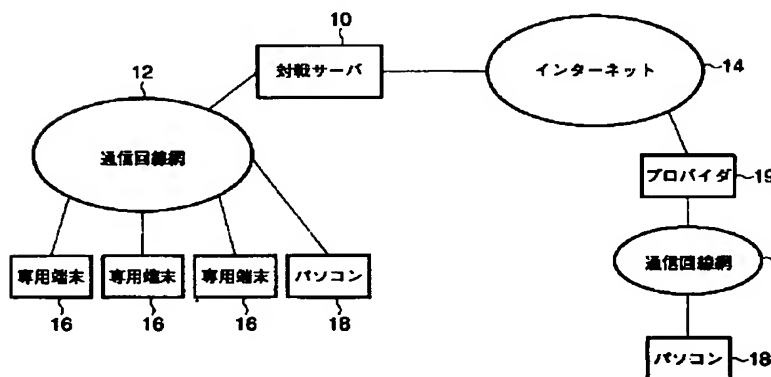 10
対戦サーバ
インターネット
14
12
通信回線網
プロバイダ
19
専用端末
専用端末
専用端末
パソコン
通信回線網
16
16
16
18
パソコン
18